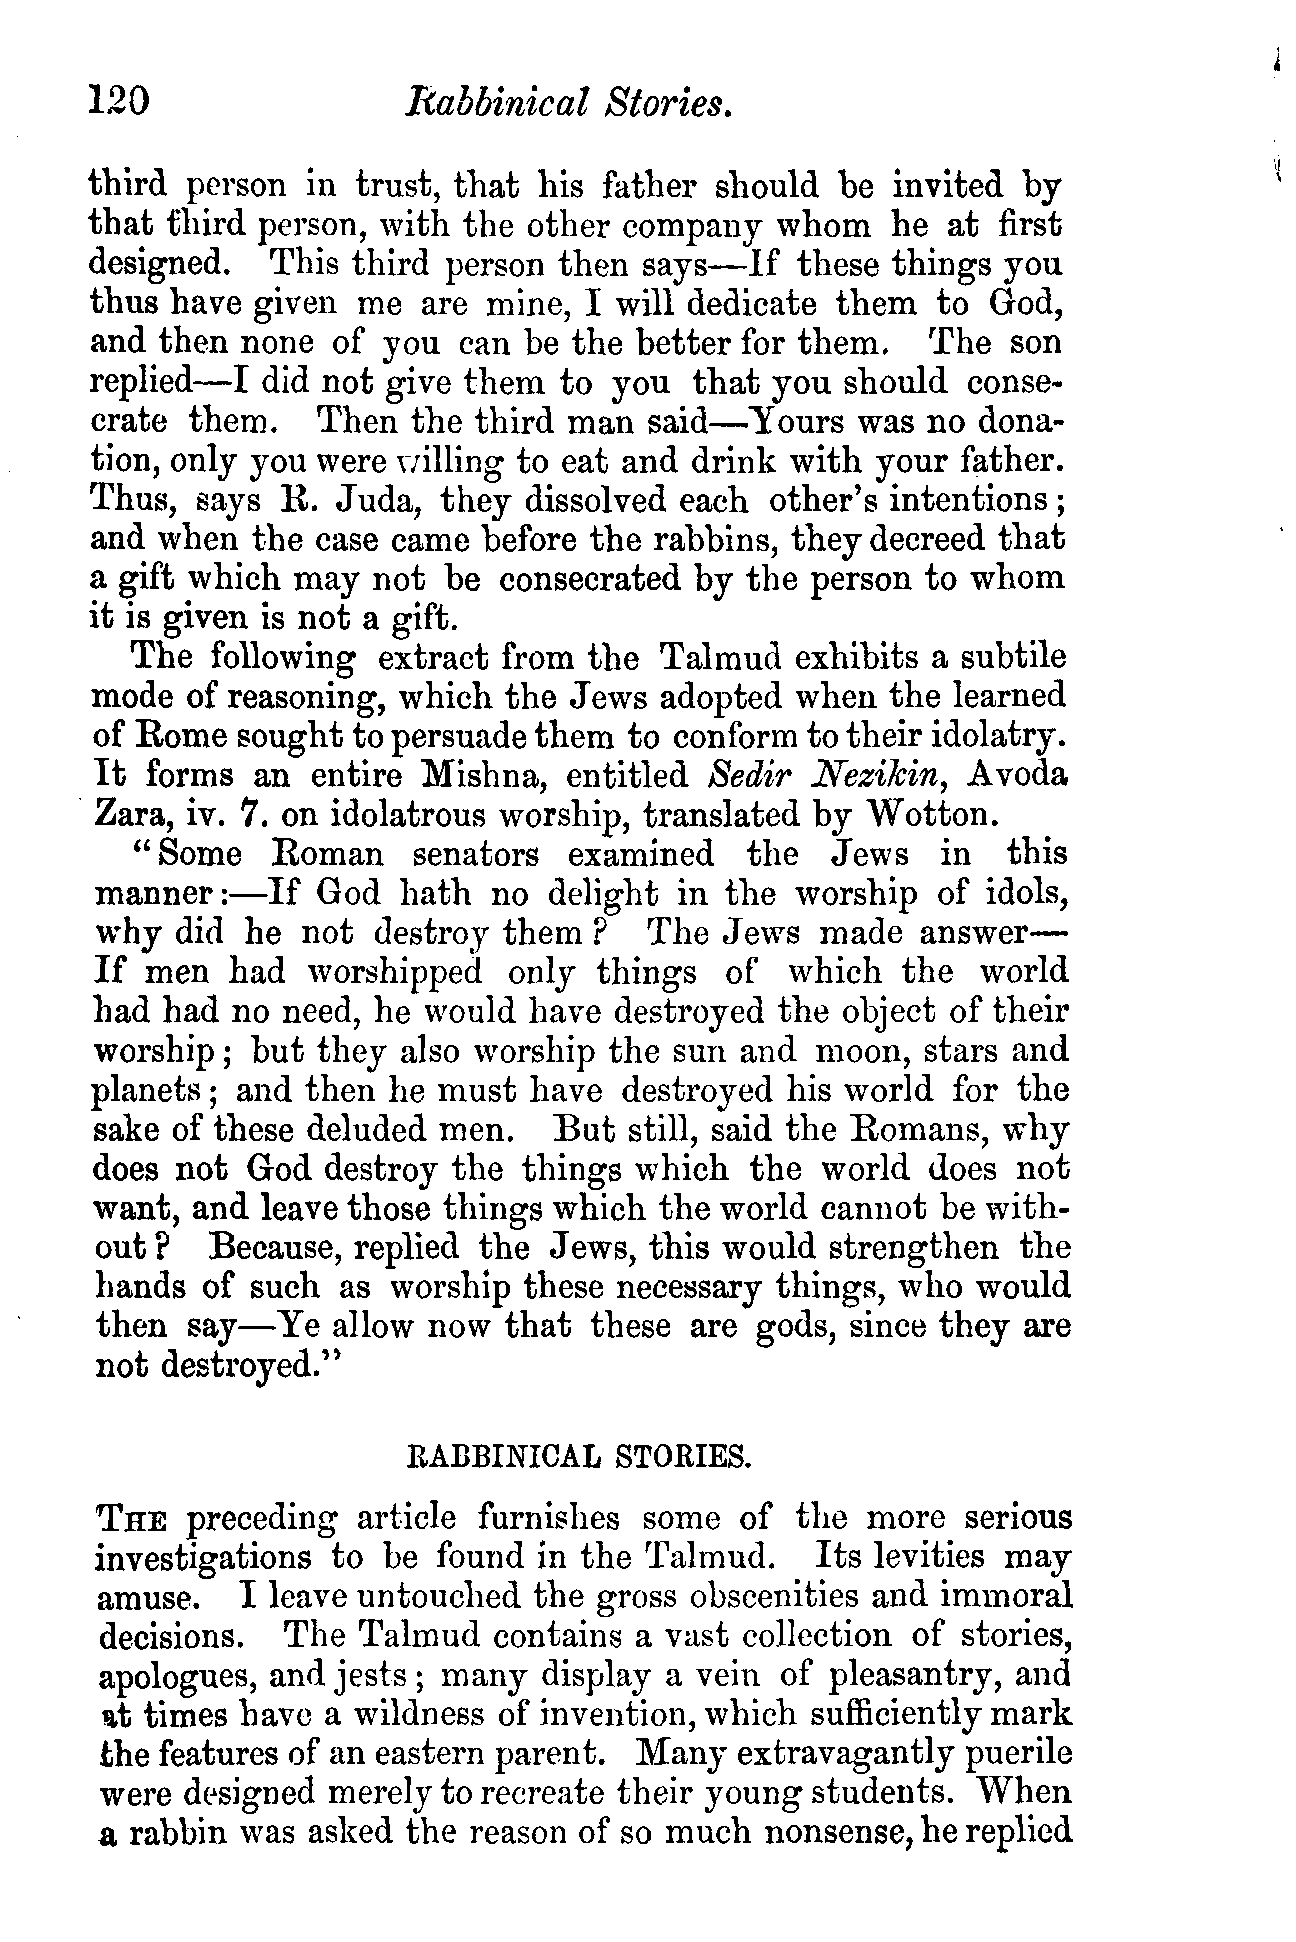 120 Rabbinical Stories.
third person in trust, that his father should be invited by
that third person, with the other company whom he at first
designed. This third person then says—If these things you
thus have given me are mine, I will dedicate them to God,
and then none of you can be the better for them. The son
replied—I did not give them to you that you should conse-
crate them. Then the third man said—Yours was no dona-
tion, only you were willing to eat and drink with your father.
Thus, says R. Juda, they dissolved each other's intentions;
and when the case came before the rabbins, they decreed that
a gift which may not be consecrated by the person to whom
it is given is not a gift.
The following extract from the Talmud exhibits a subtile
mode of reasoning, which the Jews adopted when the learned
of Rome sought to persuade them to conform to their idolatry.
It forms an entire Mishna, entitled Sedir Nezikin, Avoda
Zara, iv. 7. on idolatrous worship, translated by Wotton.
"Some Roman senators examined the Jews in this
manner:—If God hath no delight in the worship of idols,
why did he not destroy them? The Jews made answer—
If men had worshipped only things of which the world
had had no need, he would have destroyed the object of their
worship; but they also worship the sun and moon, stars and
planets; and then he must have destroyed his world for the
sake of these deluded men. But still, said the Romans, why
does not God destroy the things which the world does not
want, and leave those things which the world cannot be with-
out? Because, replied the Jews, this would strengthen the
hands of such as worship these necessary things, who would
then say—Ye allow now that these are gods, since they are
not destroyed."
RABBINICAL STORIES.
THE preceding article furnishes some of the more serious
investigations to be found in the Talmud. Its levities may
amuse. I leave untouched the gross obscenities and immoral
decisions. The Talmud contains a vast collection of stories,
apologues, and jests; many display a vein of pleasantry, and
at times have a wildness of invention, which sufficiently mark
the features of an eastern parent. Many extravagantly puerile
were designed merely to recreate their young students. When
a rabbin was asked the reason of so much nonsense, he replied